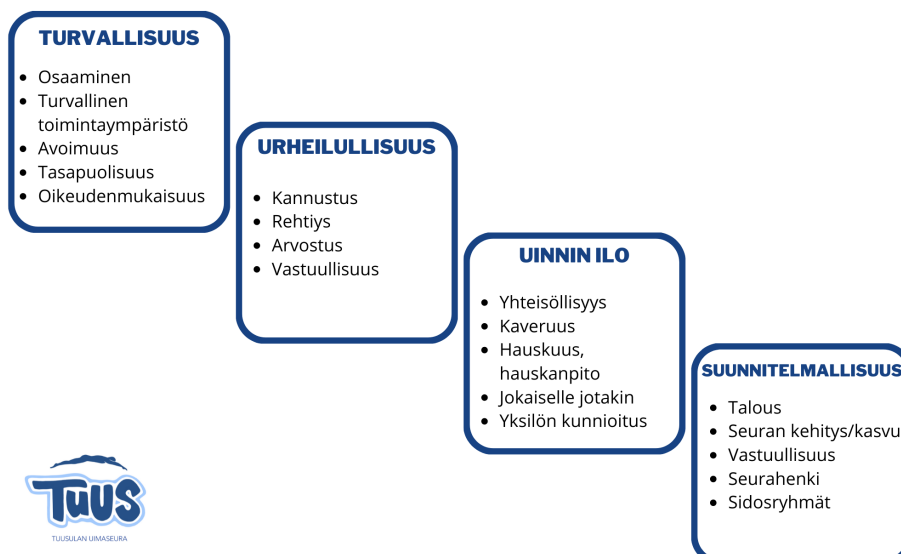 TURVALLISUUS
• Osaaminen
• Turvallinen
toimintaympäristö
• Avoimuus
• Tasapuolisuus
• Oikeudenmukaisuus
URHEILULLISUUS
• Kannustus
• Rehtiys
• Arvostus
• Vastuullisuus
UINNIN ILO
• Yhteisöllisyys
• Kaveruus
• Hauskuus,
hauskanpito
• Jokaiselle jotakin
• Yksilön kunnioitus
SUUNNITELMALLISUUS
• Talous
• Seuran kehitys/kasvu
• Vastuullisuus
• Seurahenki
• Sidosryhmät
TUUS
TUUSULAN UIMASEURA